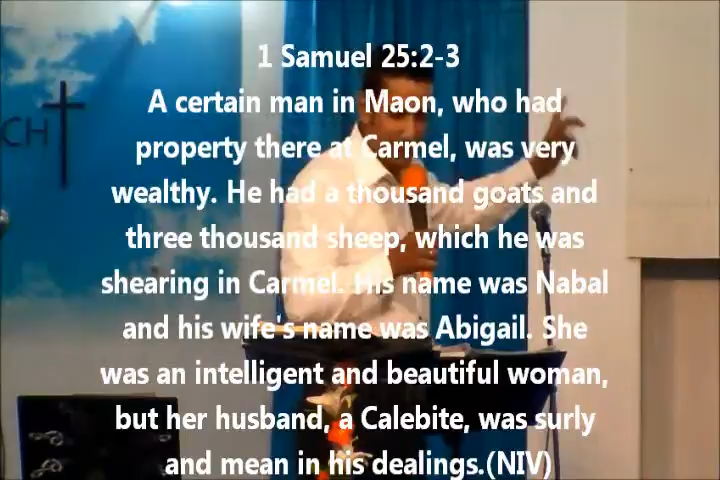 1 Samuel 25:2-3
A certain man in Maon, who had
property there at Carmel, was very
wealthy. He had a thousand goats and
three thousand sheep, which he was
shearing in Carmel. His name was Nabal
and his wife's name was Abigail. She
was an intelligent and beautiful woman,
but her husband, a Calebite, was surly
and mean in his dealings.(NIV)
CH